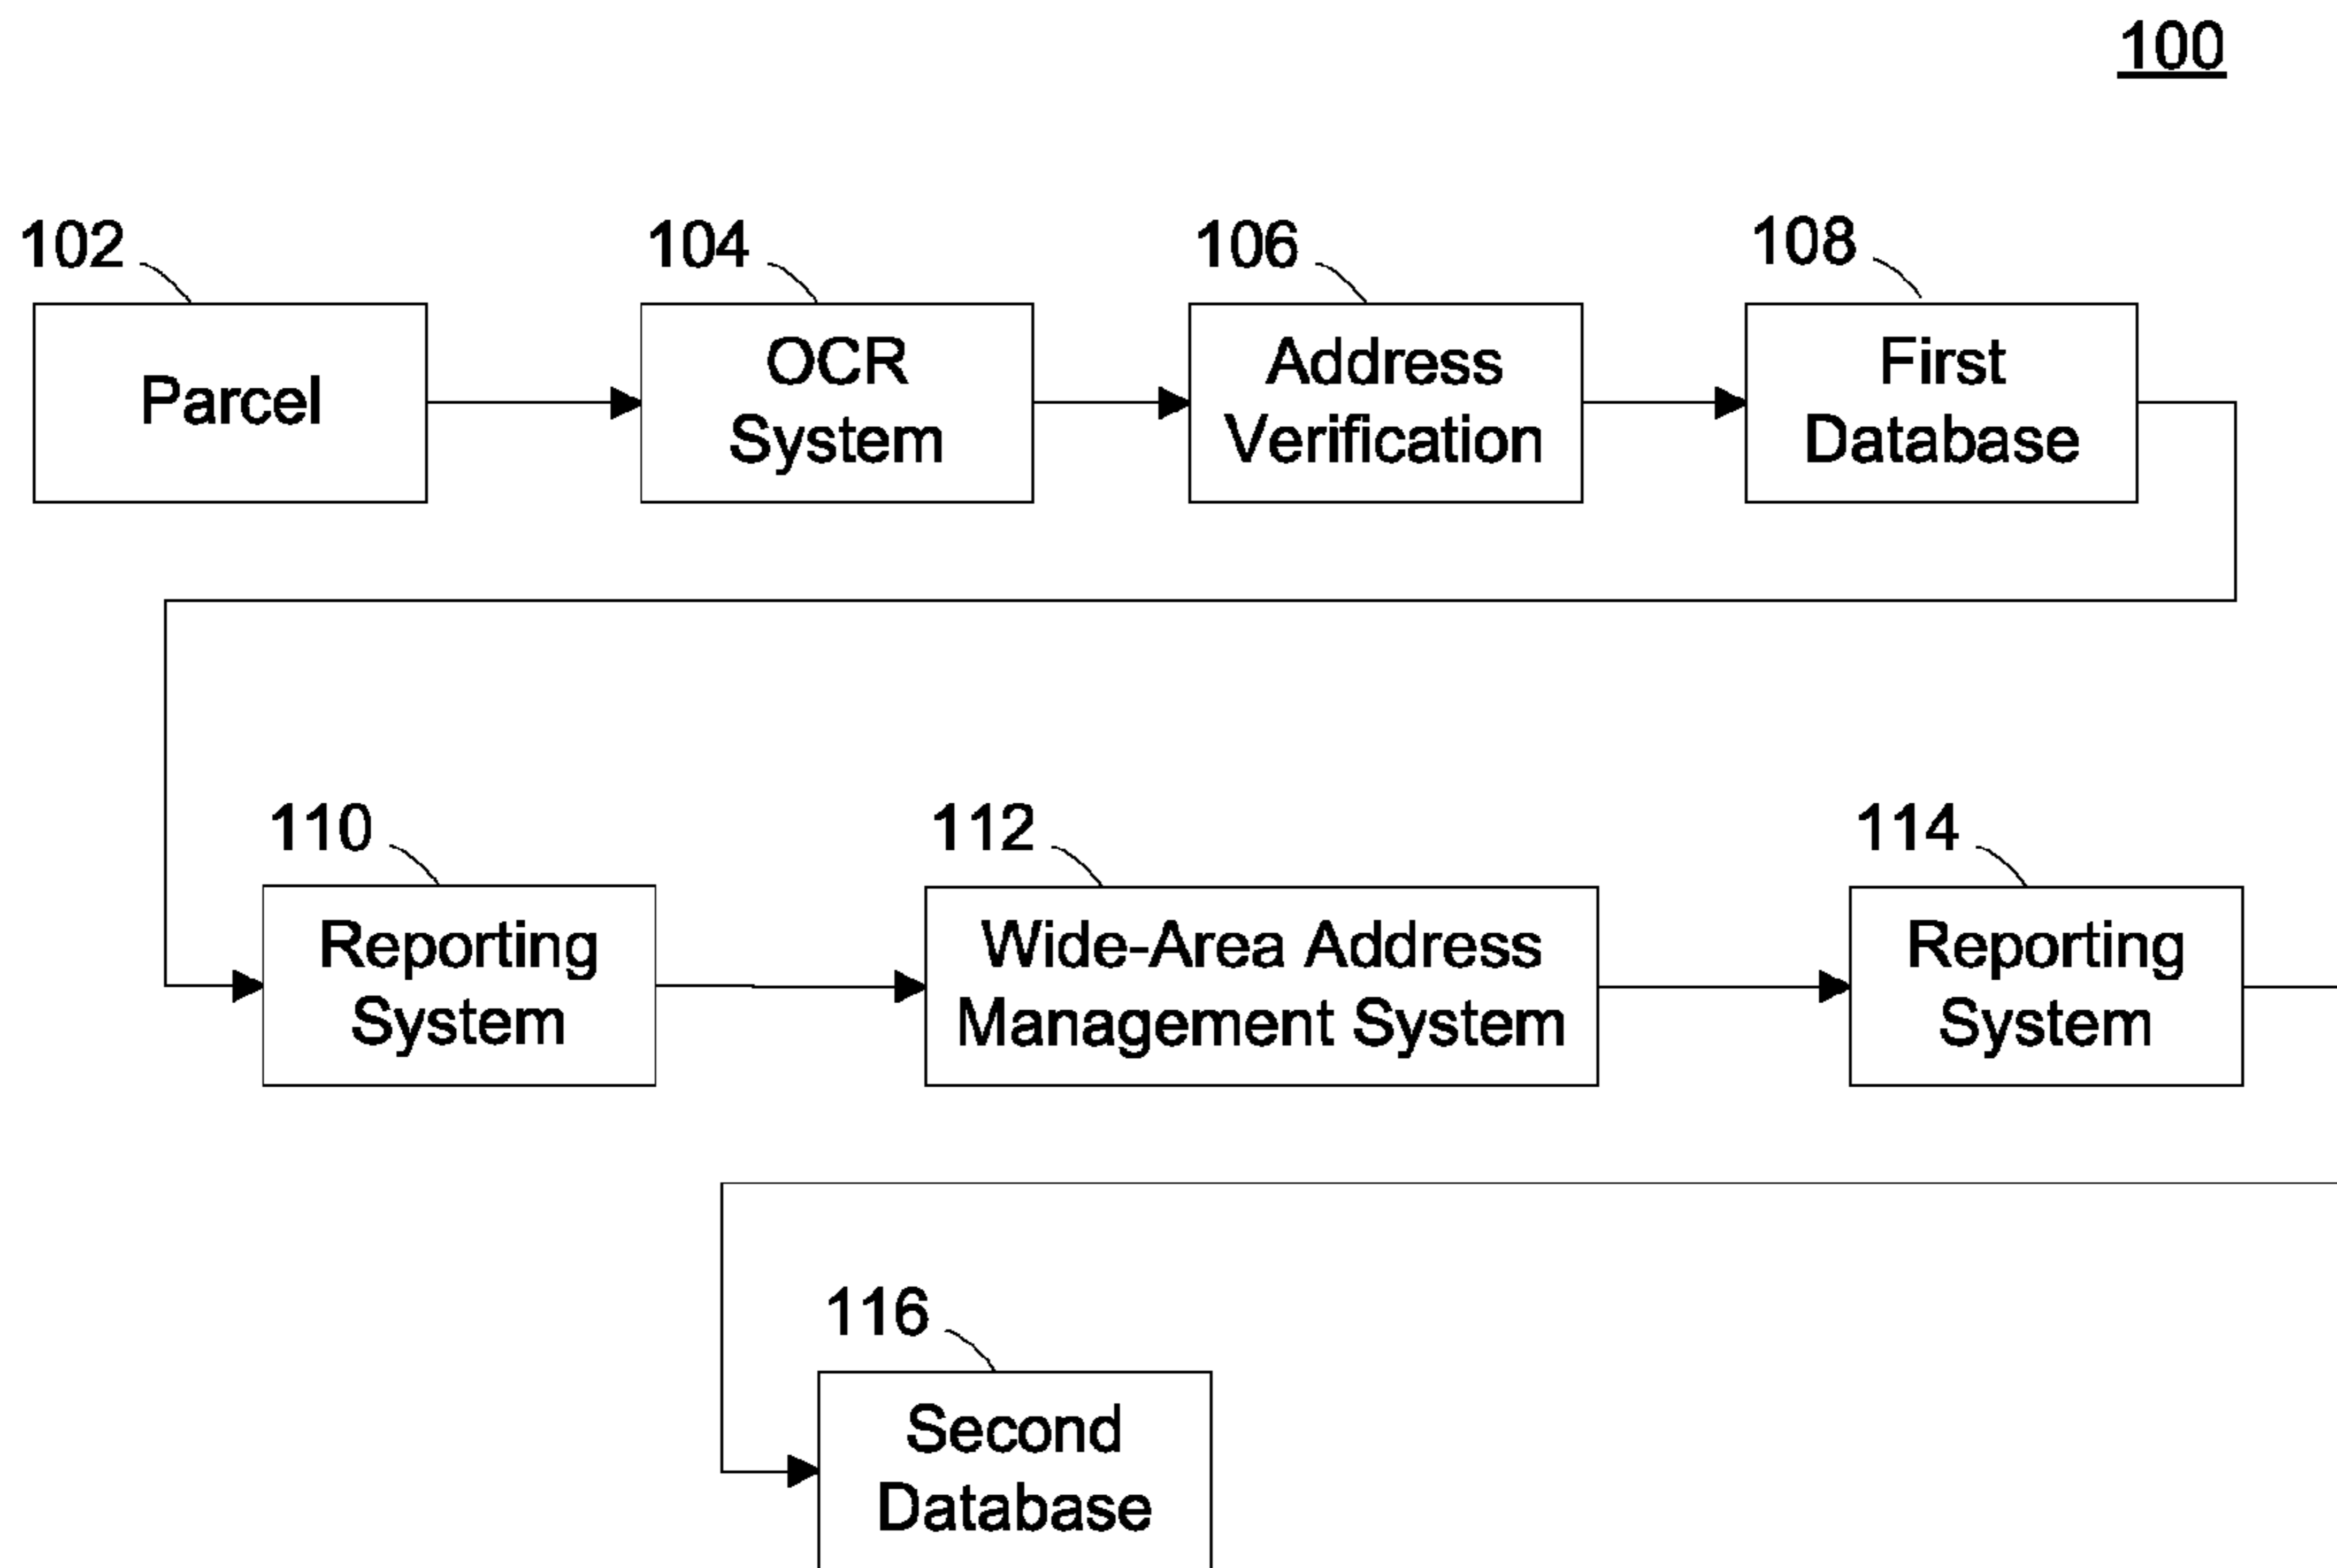 100
102
Parcel
104
OCR
System
106
Address
Verification
108
First
Database
110
Reporting
System
112
Wide-Area Address
Management System
114
Reporting
System
116
Second
Database